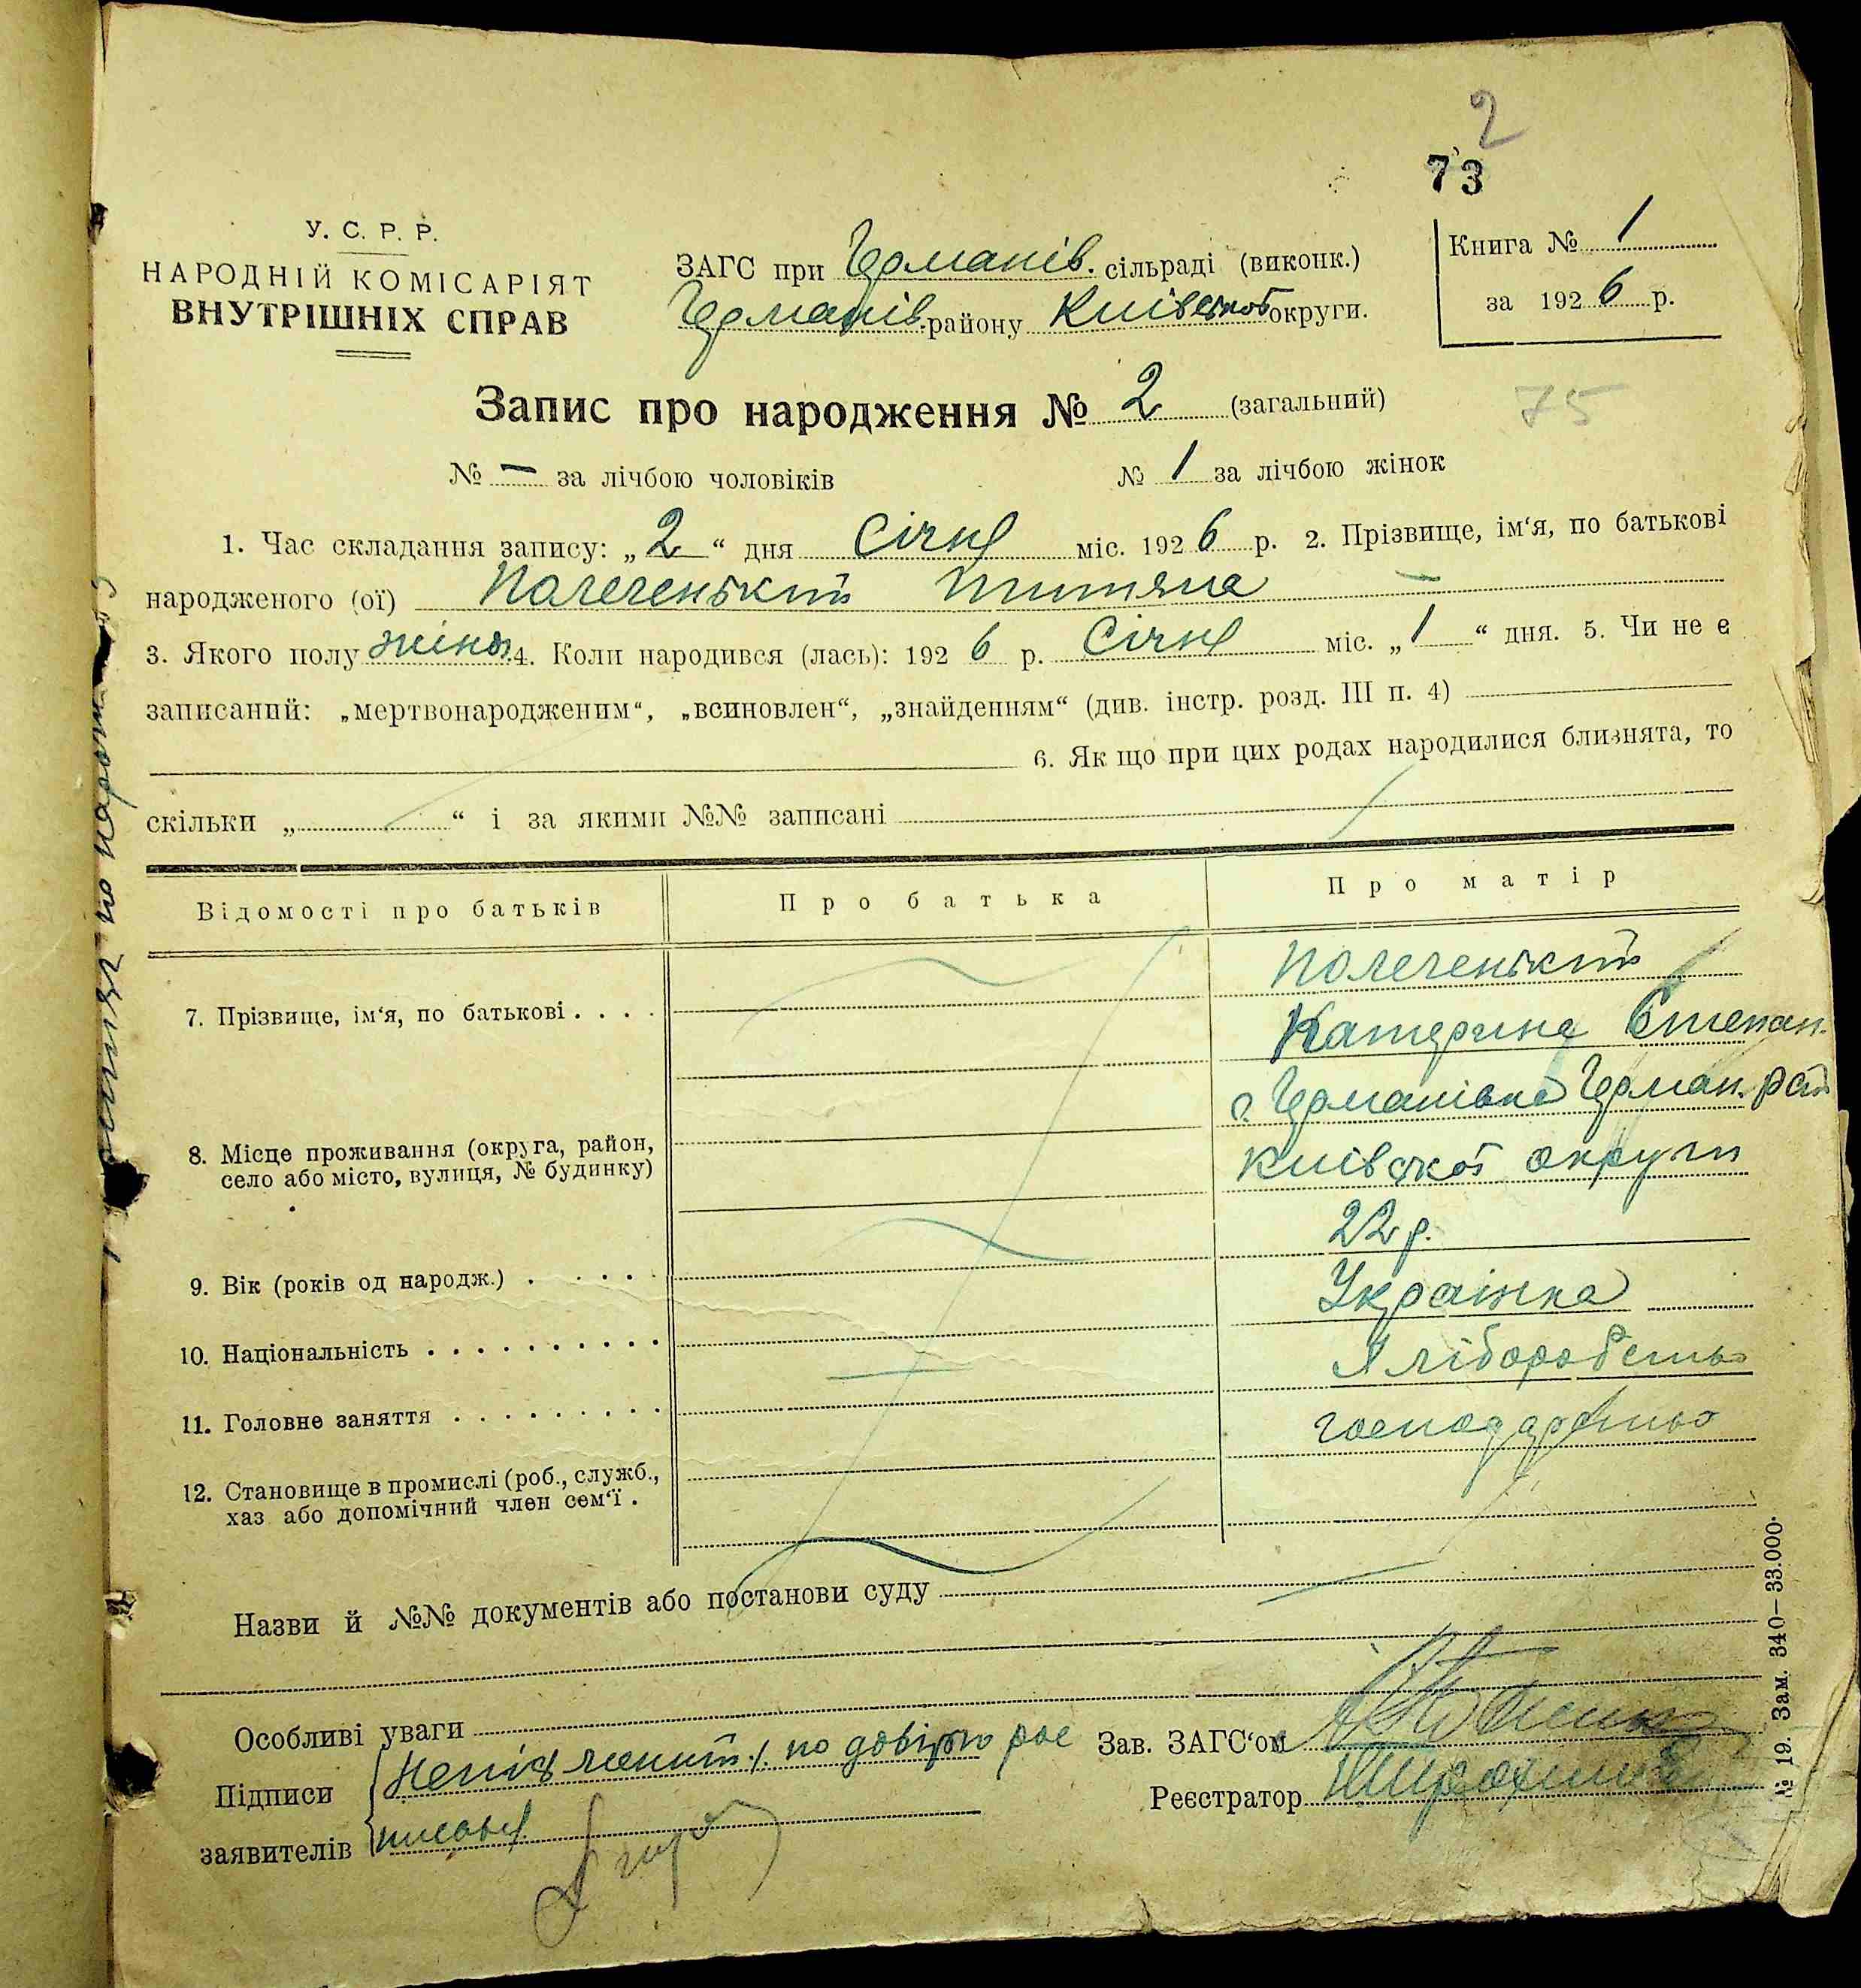 2
73
У. С. Р. Р.
НАРОДНІЙ КОМІСАРІЯТ
ВНУТРІШНІХ СПРАВ
ЗАГС при Германів. сільраді (виконк.)
Германів. району Київської округи.
Книга № 1
за 1926 р.
Запис про народження № 2 (загальний)
75
№ — за лічбою чоловіків № 1 за лічбою жінок
1. Час складання запису: „2“ дня Січня міс. 1926 р. 2. Прізвище, ім‘я, по батькові
народженого (ої)
3. Якого полу жіноч. 4. Коли народився (лась): 1926 р. Січня міс. „1“ дня. 5. Чи не є
записаний: „мертвонародженим“, „всиновлен“, „знайденням“ (див. інстр. розд. III п. 4)
6. Як що при цих родах народилися близнята, то
скільки „ “ і за якими №№ записані
Відомості про батьків Про батька Про матір
7. Прізвище, ім‘я, по батькові
Катерина Степан.
с. Германівка Герман. рай
8. Місце проживання (округа, район,
село або місто, вулиця, № будинку)
Київської округи
22 р.
9. Вік (років од народж.)
Українка
10. Національність
11. Головне заняття
12. Становище в промислі (роб., служб.,
хаз або допомічний член сем‘ї .
Назви й №№ документів або постанови суду
Особливі уваги
Підписи по довірю рос
заявителів писався
Зав. ЗАГС‘ом
Реєстратор
№ 19. Зам. 340—33.000.